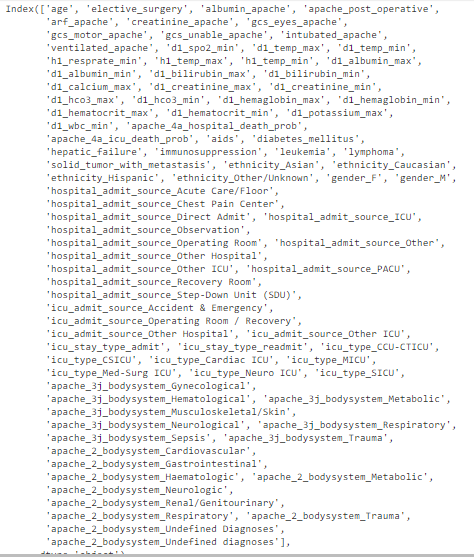 Index(['age', 'elective_surgery', 'albumin_apache', 'apache_post_operative',
'arf_apache', 'creatinine_apache', 'gcs_eyes_apache',
'gcs_motor_apache', 'gcs_unable_apache', 'intubated_apache',
'ventilated_apache', 'd1_spo2_min', 'd1_temp_max', 'd1_temp_min',
'h1_resprate_min', 'h1_temp_max', 'h1_temp_min', 'd1_albumin_max',
'd1_albumin_min', 'd1_bilirubin_max', 'd1_bilirubin_min',
'd1_calcium_max', 'd1_creatinine_max', 'd1_creatinine_min',
'd1_hco3_max', 'd1_hco3_min', 'd1_hemaglobin_max', 'd1_hemaglobin_min',
'd1_hematocrit_max', 'd1_hematocrit_min', 'd1_potassium_max',
'd1_wbc_min', 'apache_4a_hospital_death_prob',
'apache_4a_icu_death_prob', 'aids', 'diabetes_mellitus',
'hepatic_failure', 'immunosuppression', 'leukemia', 'lymphoma',
'solid_tumor_with_metastasis', 'ethnicity_Asian', 'ethnicity_Caucasian',
'ethnicity_Hispanic', 'ethnicity_Other/Unknown', 'gender_F', 'gender_M',
'hospital_admit_source_Acute Care/Floor',
'hospital_admit_source_Chest Pain Center',
'hospital_admit_source_Direct Admit', 'hospital_admit_source_ICU',
'hospital_admit_source_Observation',
'hospital_admit_source_Operating Room', 'hospital_admit_source_Other',
'hospital_admit_source_Other Hospital',
'hospital_admit_source_Other ICU', 'hospital_admit_source_PACU',
'hospital_admit_source_Recovery Room',
'hospital_admit_source_Step-Down Unit (SDU)',
'icu_admit_source_Accident & Emergency',
'icu_admit_source_Operating Room / Recovery',
'icu_admit_source_Other Hospital', 'icu_admit_source_Other ICU',
'icu_stay_type_admit', 'icu_stay_type_readmit', 'icu_type_CCU-CTICU',
'icu_type_CSICU', 'icu_type_Cardiac ICU', 'icu_type_MICU',
'icu_type_Med-Surg ICU', 'icu_type_Neuro ICU', 'icu_type_SICU',
'apache_3j_bodysystem_Gynecological',
'apache_3j_bodysystem_Hematological', 'apache_3j_bodysystem_Metabolic',
'apache_3j_bodysystem_Musculoskeletal/Skin',
'apache_3j_bodysystem_Neurological', 'apache_3j_bodysystem_Respiratory',
'apache_3j_bodysystem_Sepsis', 'apache_3j_bodysystem_Trauma',
'apache_2_bodysystem_Cardiovascular',
'apache_2_bodysystem_Gastrointestinal',
'apache_2_bodysystem_Haematologic', 'apache_2_bodysystem_Metabolic',
'apache_2_bodysystem_Neurologic',
'apache_2_bodysystem_Renal/Genitourinary',
'apache_2_bodysystem_Respiratory', 'apache_2_bodysystem_Trauma',
'apache_2_bodysystem_Undefined Diagnoses',
'apache_2_bodysystem_Undefined diagnoses'],
dtype='object')